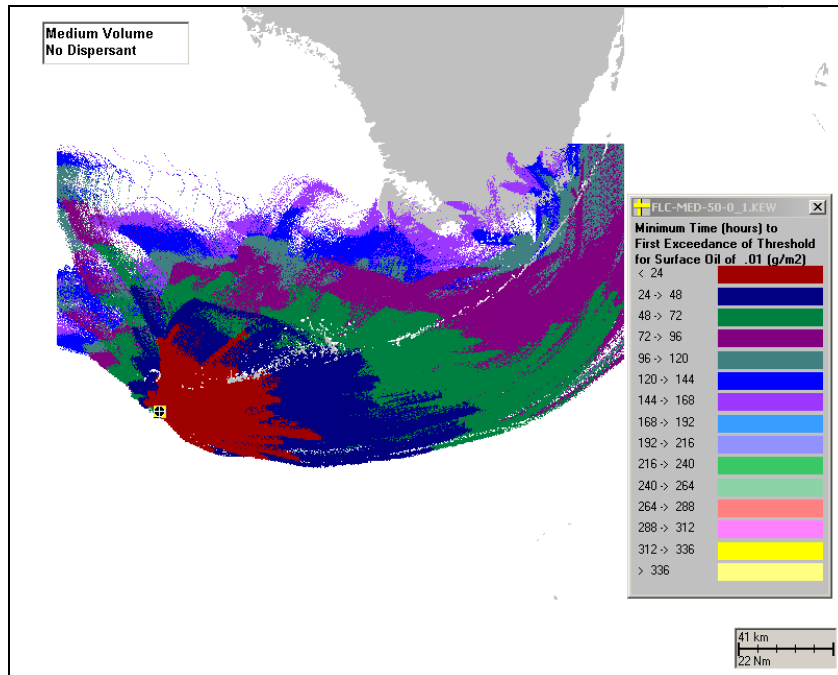 Medium Volume
No Dispersant
FLC-MED-50-0_1.KEW
Minimum Time (hours) to
First Exceedance of Threshold
for Surface Oil of .01 (g/m2)
< 24
24 -> 48
48 -> 72
72 -> 96
96 -> 120
120 -> 144
144 -> 168
168 -> 192
192 -> 216
216 -> 240
240 -> 264
264 -> 288
288 -> 312
312 -> 336
> 336
41 km
22 Nm